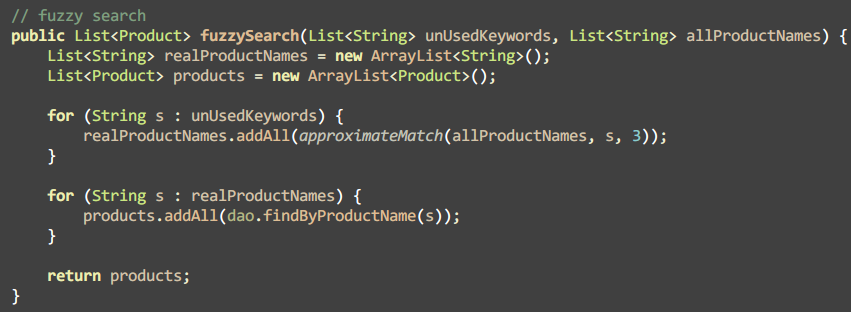 // fuzzy search
public List<Product> fuzzySearch(List<String> unUsedKeywords, List<String> allProductNames) {
    List<String> realProductNames = new ArrayList<String>();
    List<Product> products = new ArrayList<Product>();

    for (String s : unUsedKeywords) {
        realProductNames.addAll(approximateMatch(allProductNames, s, 3));
    }

    for (String s : realProductNames) {
        products.addAll(dao.findByProductName(s));
    }

    return products;
}